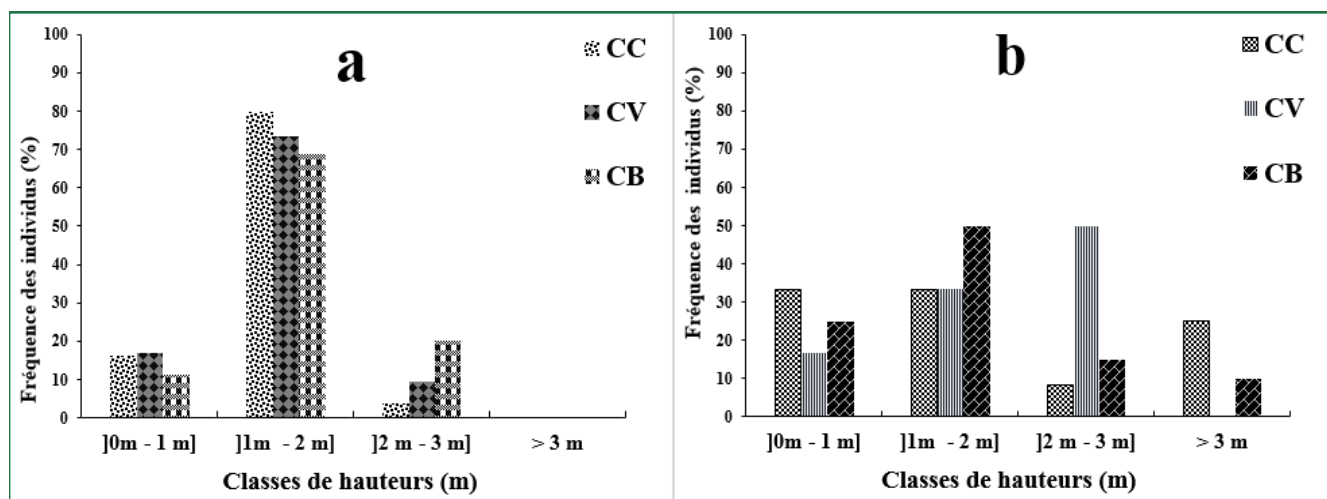 a
Fréquence des individus (%)
100
90
80
70
60
50
40
30
20
10
0
CC
CV
CB
]0m - 1 m]
]1m - 2 m]
]2 m - 3 m]
> 3 m
Classes de hauteurs (m)
b
Fréquence des individus (%)
100
90
80
70
60
50
40
30
20
10
0
CC
CV
CB
]0m - 1 m]
]1m - 2 m]
]2 m - 3 m]
> 3 m
Classes de hauteurs (m)